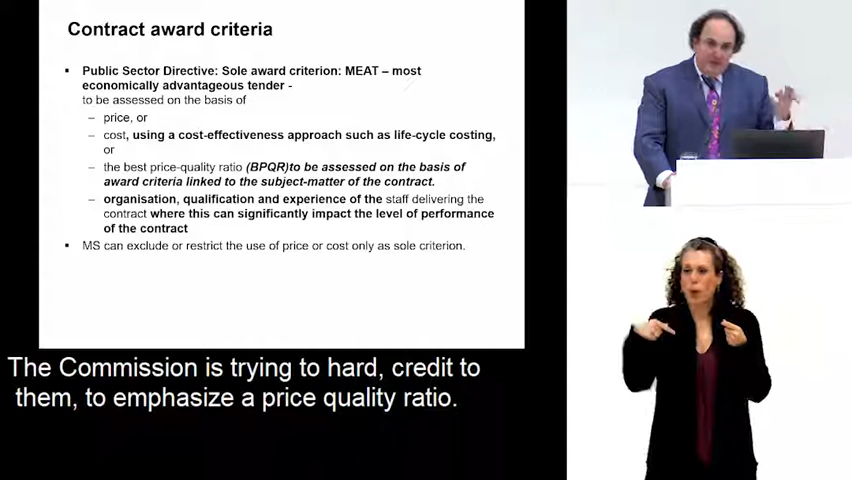 Contract award criteria
▪ Public Sector Directive: Sole award criterion: MEAT – most
economically advantageous tender -
to be assessed on the basis of
– price, or
– cost, using a cost-effectiveness approach such as life-cycle costing,
or
– the best price-quality ratio (BPQR)to be assessed on the basis of
award criteria linked to the subject-matter of the contract.
– organisation, qualification and experience of the staff delivering the
contract where this can significantly impact the level of performance
of the contract
▪ MS can exclude or restrict the use of price or cost only as sole criterion.
The Commission is trying to hard, credit to
them, to emphasize a price quality ratio.